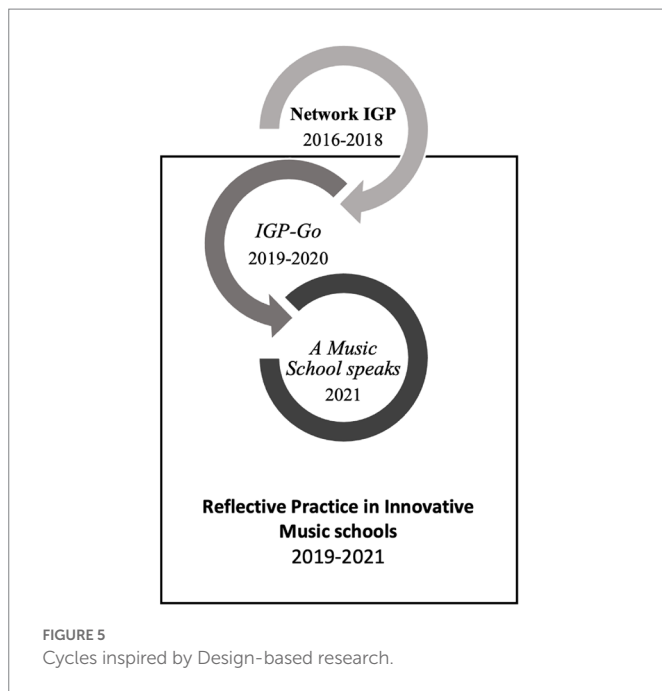 Network IGP
2016-2018
IGP-Go
2019-2020
A Music
School speaks
2021
Reflective Practice in Innovative
Music schools
2019-2021
FIGURE 5
Cycles inspired by Design-based research.